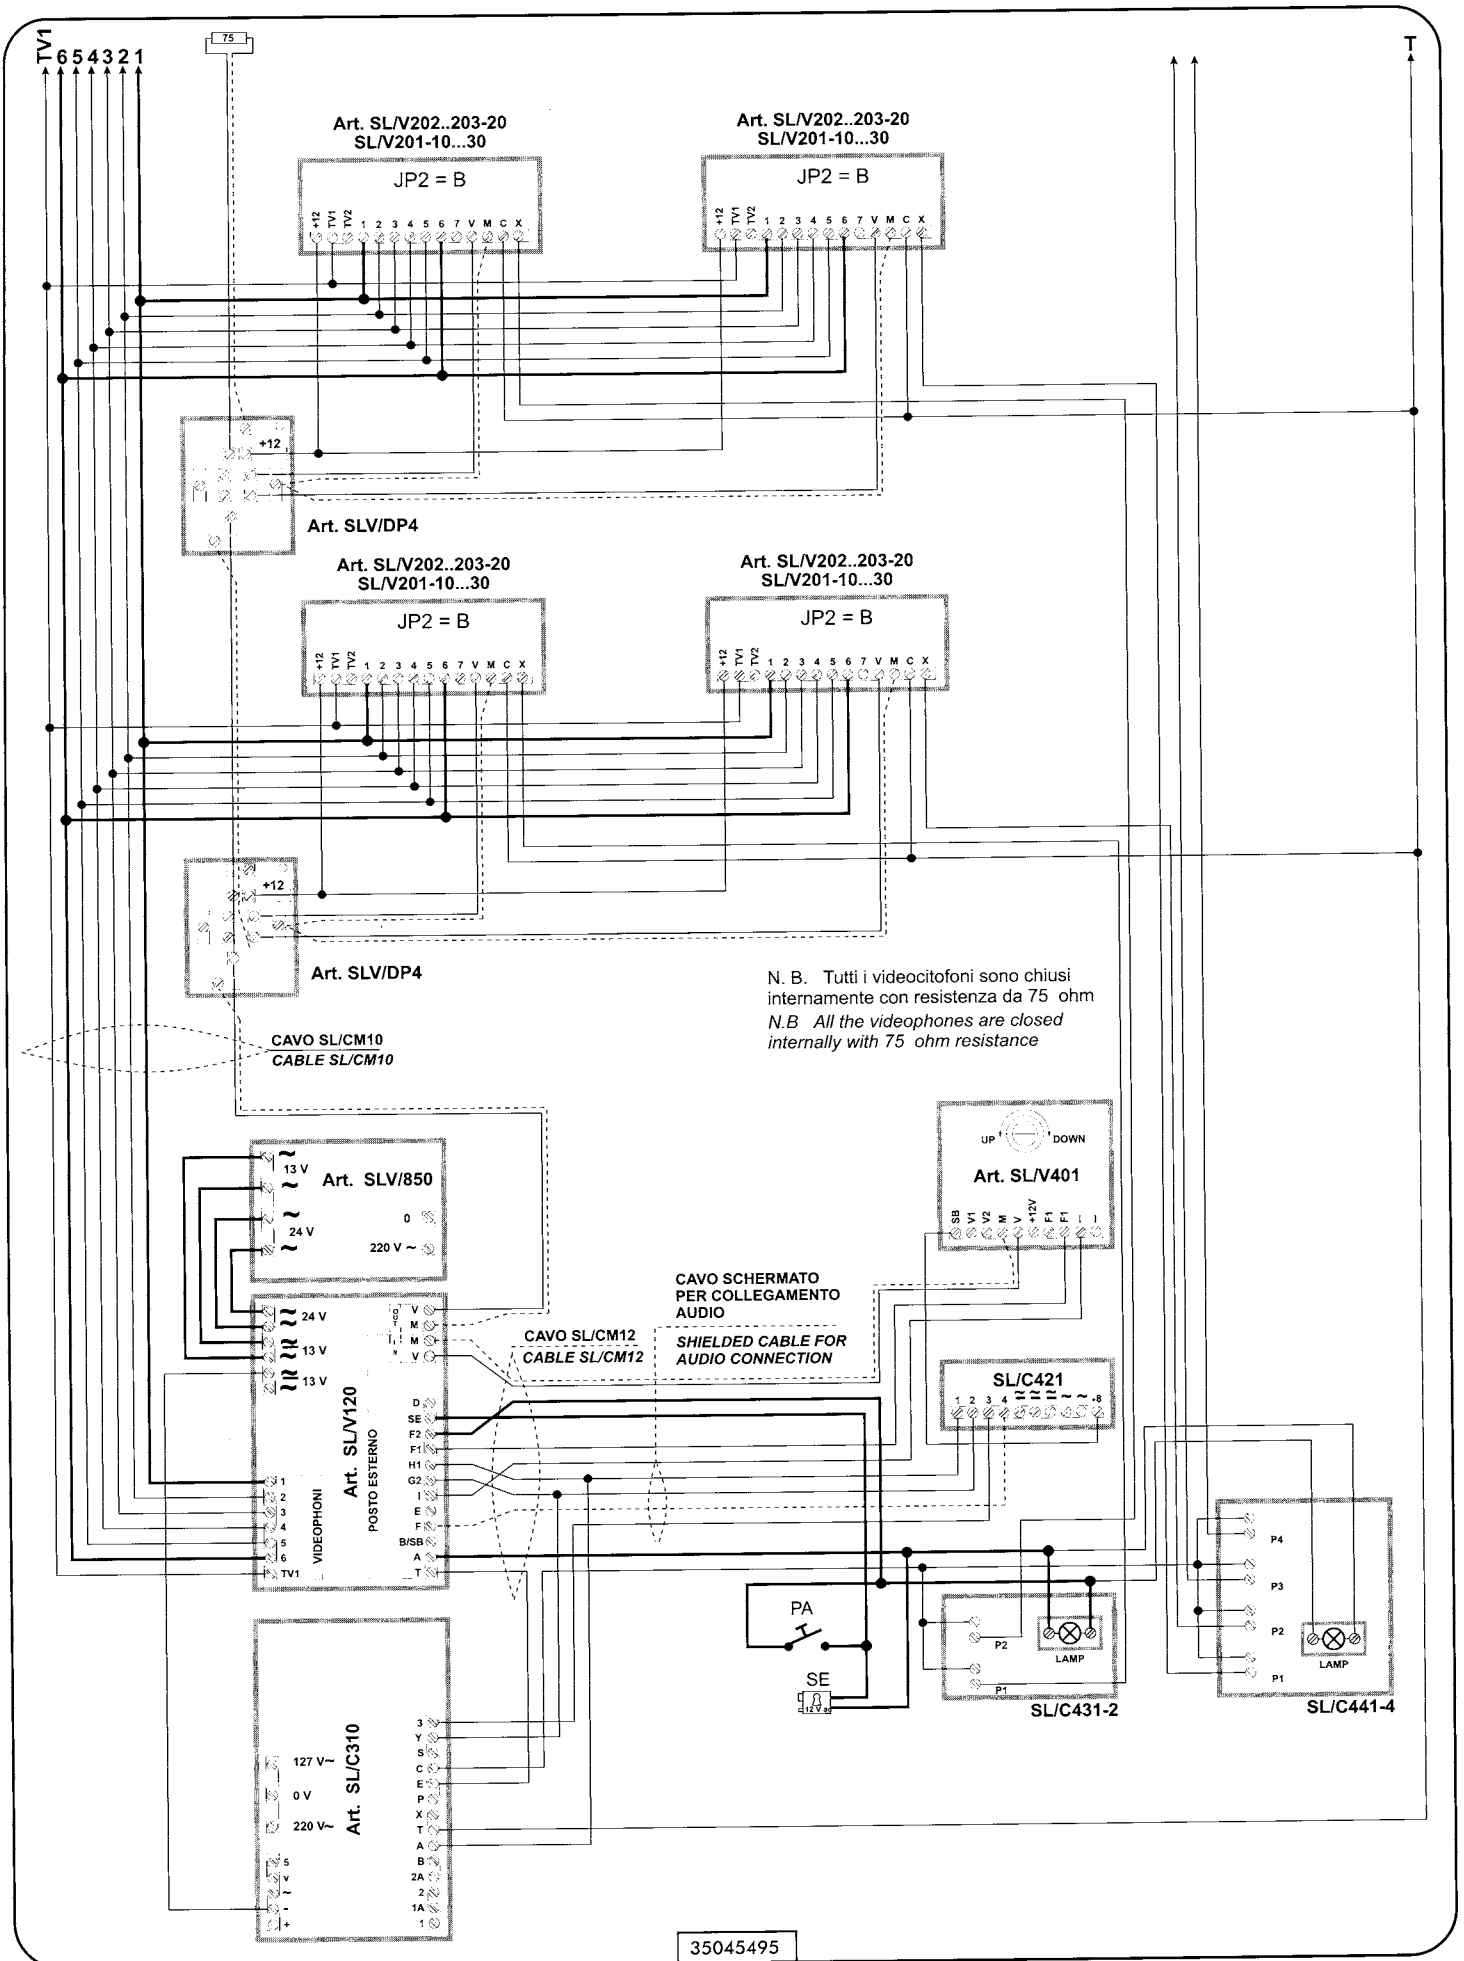 TV1 6 5 4 3 2 1
75
T
Art. SL/V202..203-20
SL/V201-10...30
JP2 = B
+12 TV1 TV2 1 2 3 4 5 6 7 V M C X
Art. SL/V202..203-20
SL/V201-10...30
JP2 = B
+12 TV1 TV2 1 2 3 4 5 6 7 V M C X
+12
Art. SLV/DP4
Art. SL/V202..203-20
SL/V201-10...30
JP2 = B
+12 TV1 TV2 1 2 3 4 5 6 7 V M C X
Art. SL/V202..203-20
SL/V201-10...30
JP2 = B
+12 TV1 TV2 1 2 3 4 5 6 7 V M C X
+12
Art. SLV/DP4
N. B. Tutti i videocitofoni sono chiusi
internamente con resistenza da 75 ohm
N.B All the videophones are closed
internally with 75 ohm resistance
CAVO SL/CM10
CABLE SL/CM10
UP DOWN
Art. SL/V401
SB V1 V2 M V +12V F1 F1 I I
~
13 V
~
~
24 V
~
Art. SLV/850
0
220 V ~
CAVO SCHERMATO
PER COLLEGAMENTO
AUDIO
SHIELDED CABLE FOR
AUDIO CONNECTION
CAVO SL/CM12
CABLE SL/CM12
24 V
13 V
13 V
OUT
IN
V
M
M
V
D
SE
F2
F1
H1
G2
I
E
F
B/SB
A
T
Art. SL/V120
POSTO ESTERNO
VIDEOPHONI
1
2
3
4
5
6
TV1
SL/C421
1 2 3 4 ~ ~ +8
P4
P3
P2
P1
LAMP
SL/C441-4
PA
SE
12 V
P2
P1
LAMP
SL/C431-2
Art. SL/C310
127 V~
0 V
220 V~
5
v
~
-
+
3
Y
S
C
E
P
X
T
A
B
2A
2
1A
1
35045495